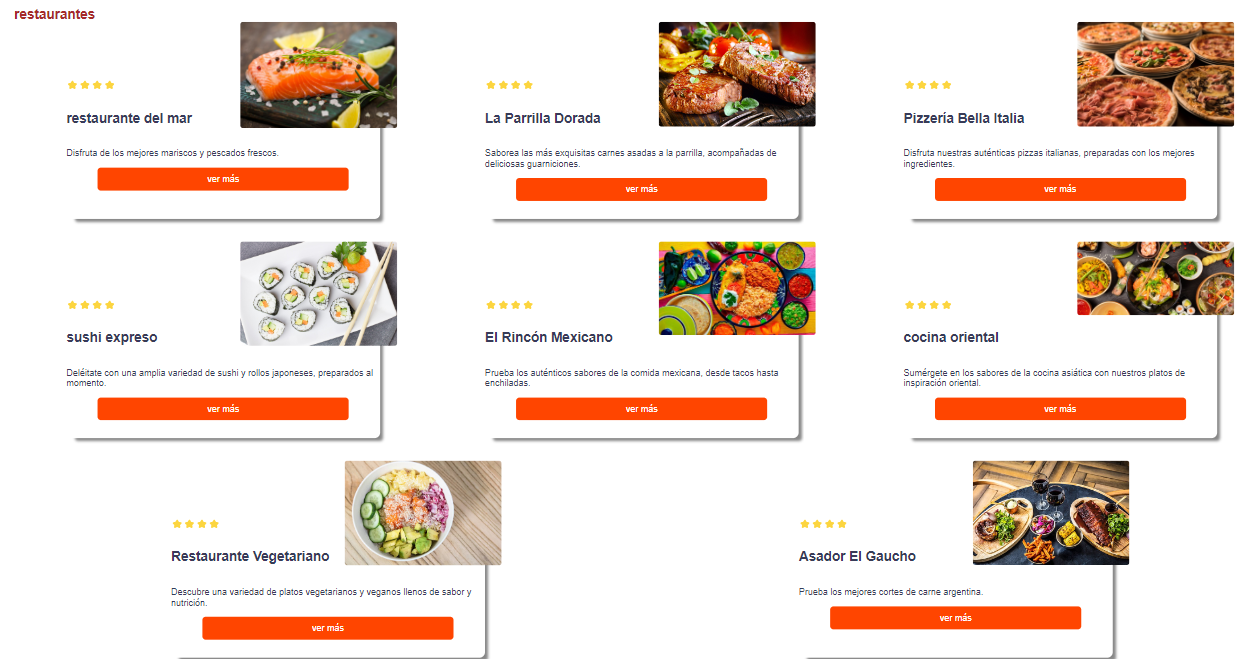 restaurantes
restaurante del mar
Disfruta de los mejores mariscos y pescados frescos.
ver más
La Parrilla Dorada
Saborea las más exquisitas carnes asadas a la parrilla, acompañadas de
deliciosas guarniciones.
ver más
Pizzería Bella Italia
Disfruta nuestras auténticas pizzas italianas, preparadas con los mejores
ingredientes.
ver más
sushi expreso
Deléitate con una amplia variedad de sushi y rollos japoneses, preparados al
momento.
ver más
El Rincón Mexicano
Prueba los auténticos sabores de la comida mexicana, desde tacos hasta
enchiladas.
ver más
cocina oriental
Sumérgete en los sabores de la cocina asiática con nuestros platos de
inspiración oriental.
ver más
Restaurante Vegetariano
Descubre una variedad de platos vegetarianos y veganos llenos de sabor y
nutrición.
ver más
Asador El Gaucho
Prueba los mejores cortes de carne argentina.
ver más